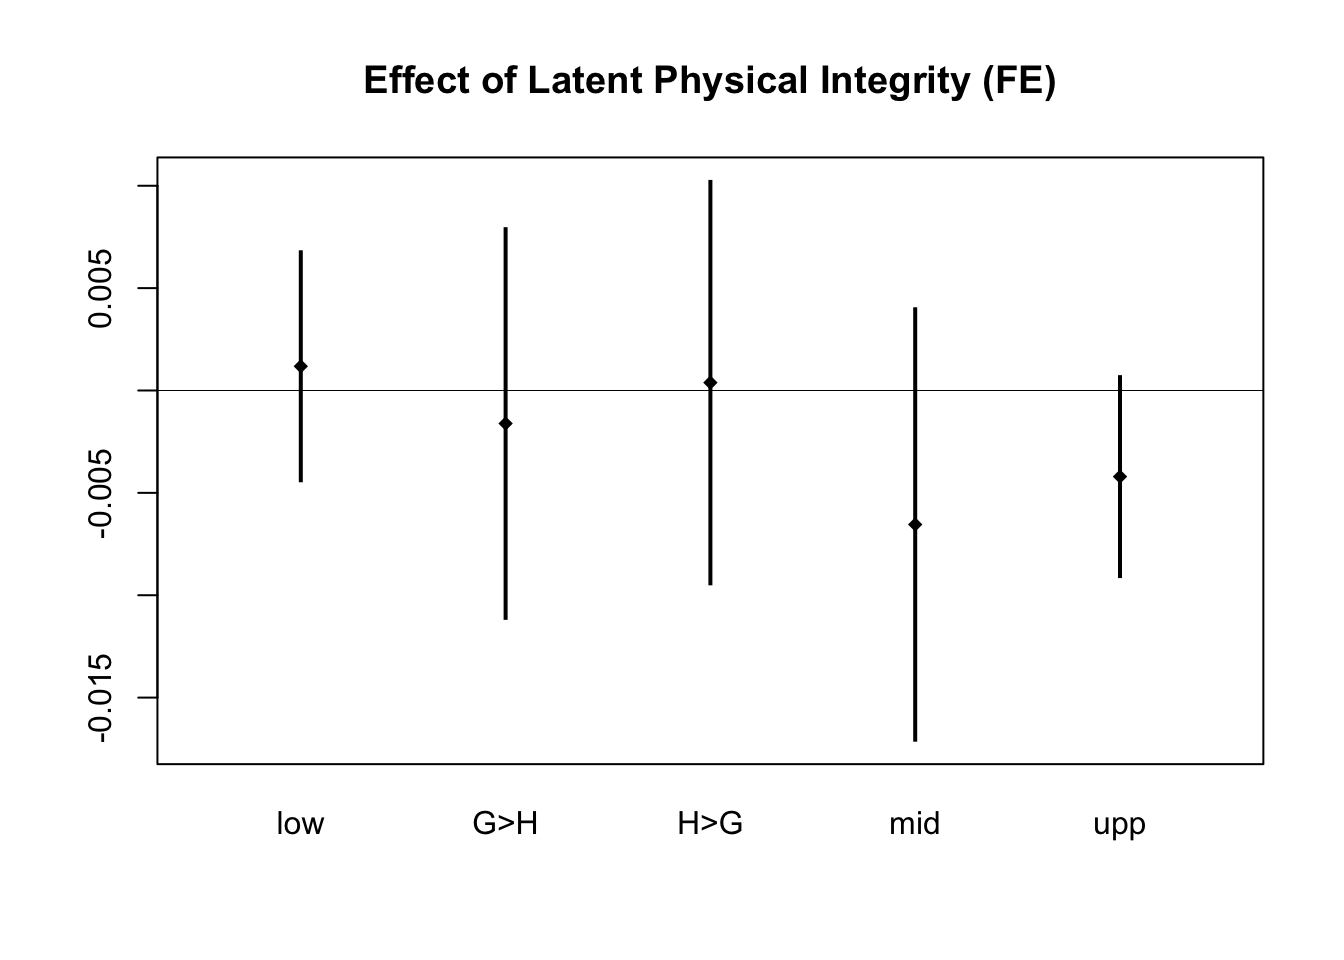 Effect of Latent Physical Integrity (FE)
0.005
-0.005
-0.015
low G>H H>G mid upp